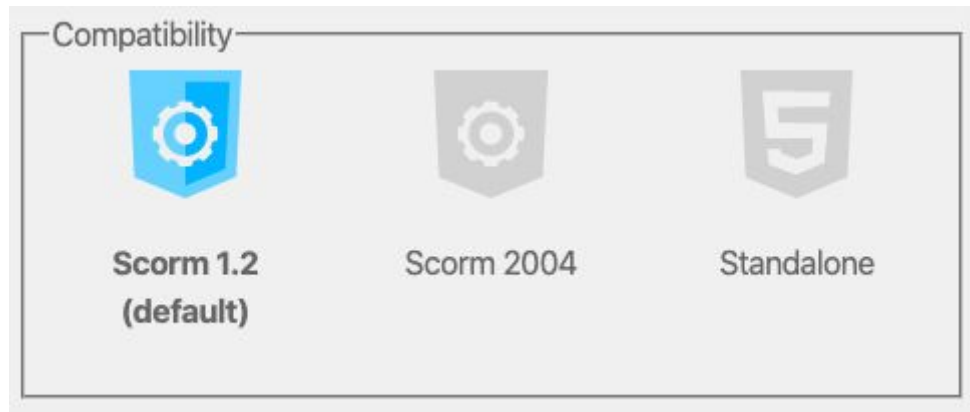 Compatibility
Scorm 1.2
(default)
Scorm 2004
Standalone